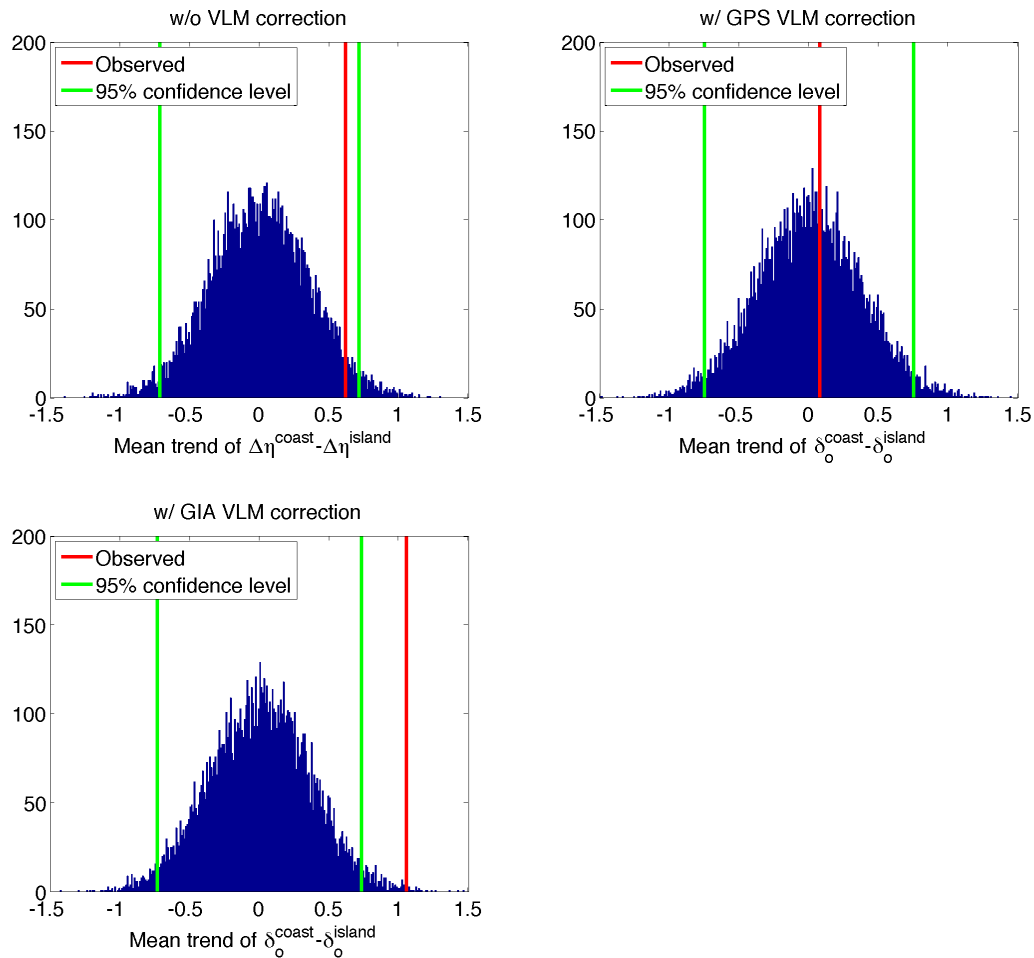 w/o VLM correction
200
150
100
50
0
Observed
95% confidence level
-1.5 -1 -0.5 0 0.5 1 1.5
Mean trend of Δη^coast-Δη^island
w/ GPS VLM correction
200
150
100
50
0
Observed
95% confidence level
-1.5 -1 -0.5 0 0.5 1 1.5
Mean trend of δ_o^coast-δ_o^island
w/ GIA VLM correction
200
150
100
50
0
Observed
95% confidence level
-1.5 -1 -0.5 0 0.5 1 1.5
Mean trend of δ_o^coast-δ_o^island